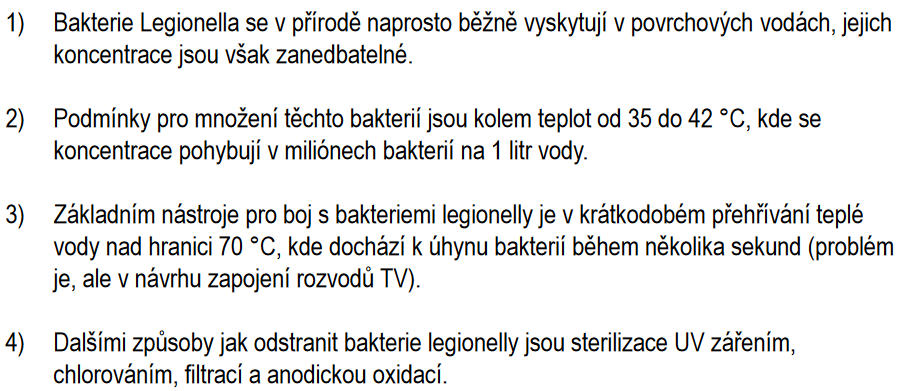 1) Bakterie Legionella se v přírodě naprosto běžně vyskytují v povrchových vodách, jejich
koncentrace jsou však zanedbatelné.
2) Podmínky pro množení těchto bakterií jsou kolem teplot od 35 do 42 °C, kde se
koncentrace pohybují v miliónech bakterií na 1 litr vody.
3) Základním nástroje pro boj s bakteriemi legionelly je v krátkodobém přehřívání teplé
vody nad hranici 70 °C, kde dochází k úhynu bakterií během několika sekund (problém
je, ale v návrhu zapojení rozvodů TV).
4) Dalšími způsoby jak odstranit bakterie legionelly jsou sterilizace UV zářením,
chlorováním, filtrací a anodickou oxidací.